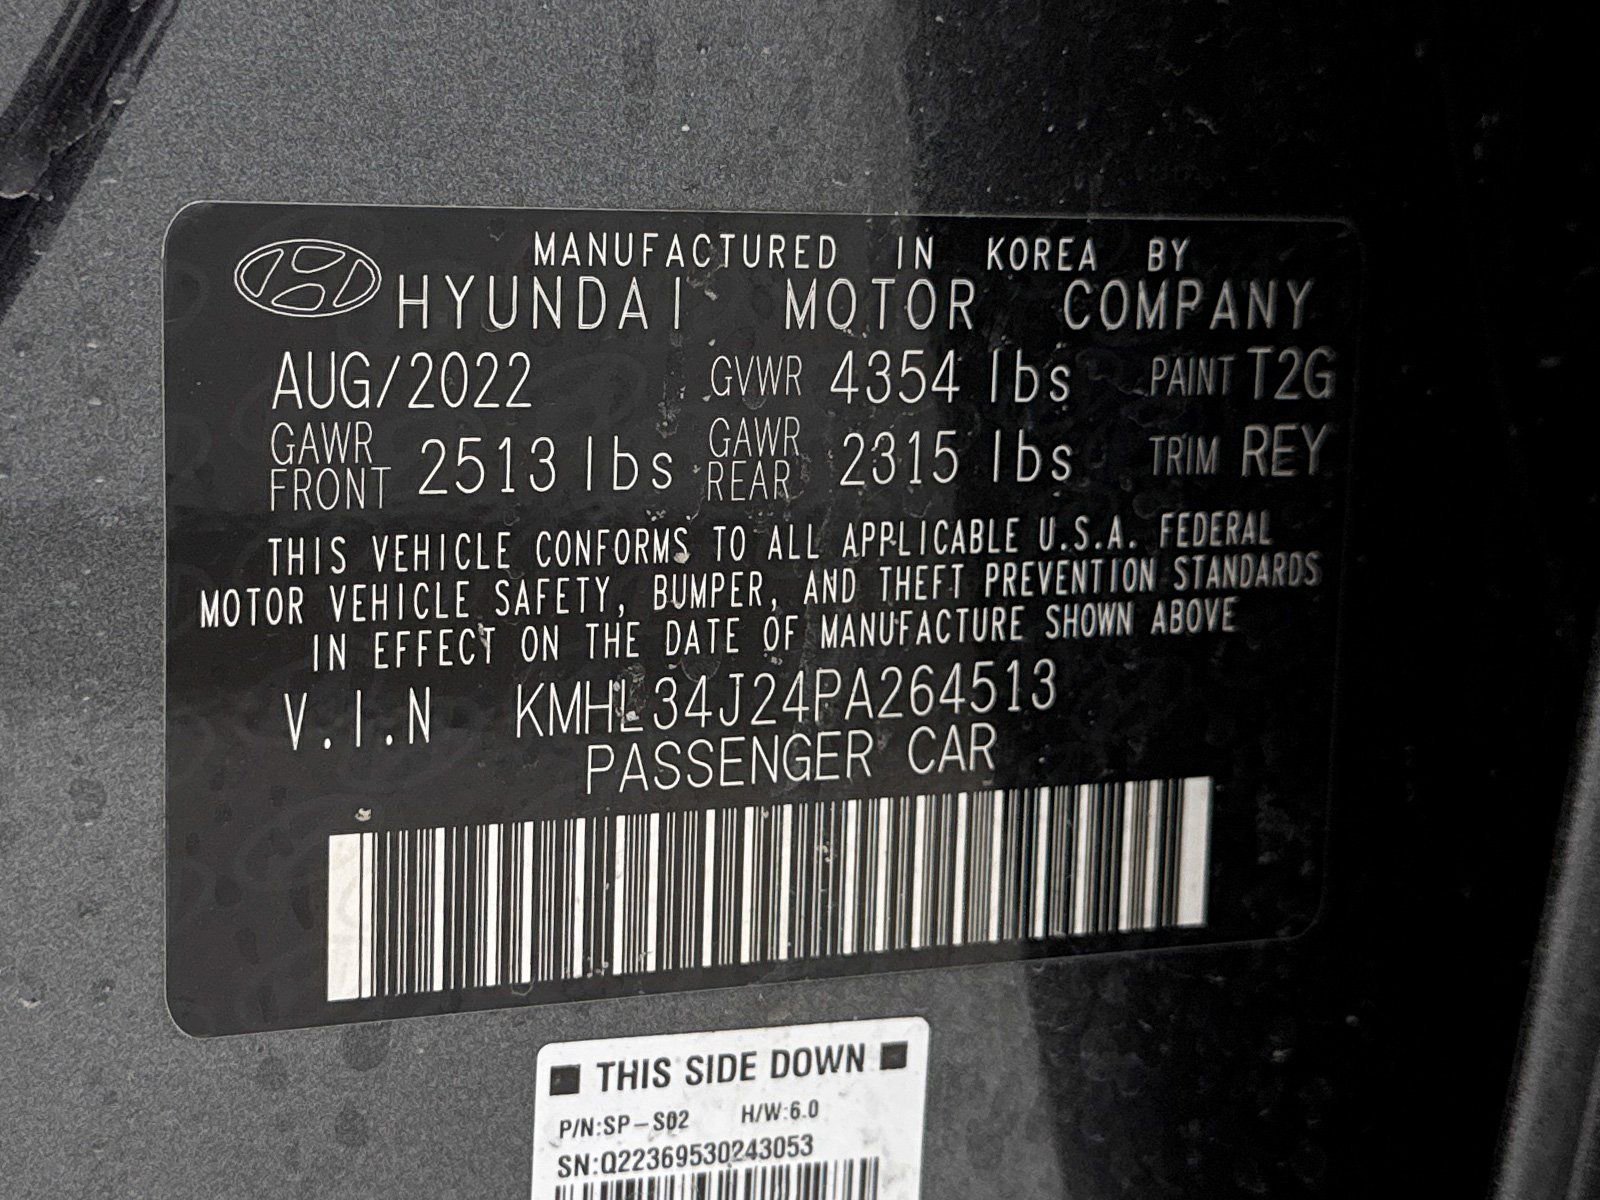 MANUFACTURED IN KOREA BY
HYUNDAI MOTOR COMPANY
AUG/2022 GVWR 4354 lbs PAINT T2G
GAWR FRONT 2513 lbs GAWR REAR 2315 lbs TRIM REY
THIS VEHICLE CONFORMS TO ALL APPLICABLE U.S.A. FEDERAL
MOTOR VEHICLE SAFETY, BUMPER, AND THEFT PREVENTION STANDARDS
IN EFFECT ON THE DATE OF MANUFACTURE SHOWN ABOVE
V.I.N KMHL34J24PA264513
PASSENGER CAR
THIS SIDE DOWN
P/N:SP-S02 H/W:6.0
SN:Q22369530243053